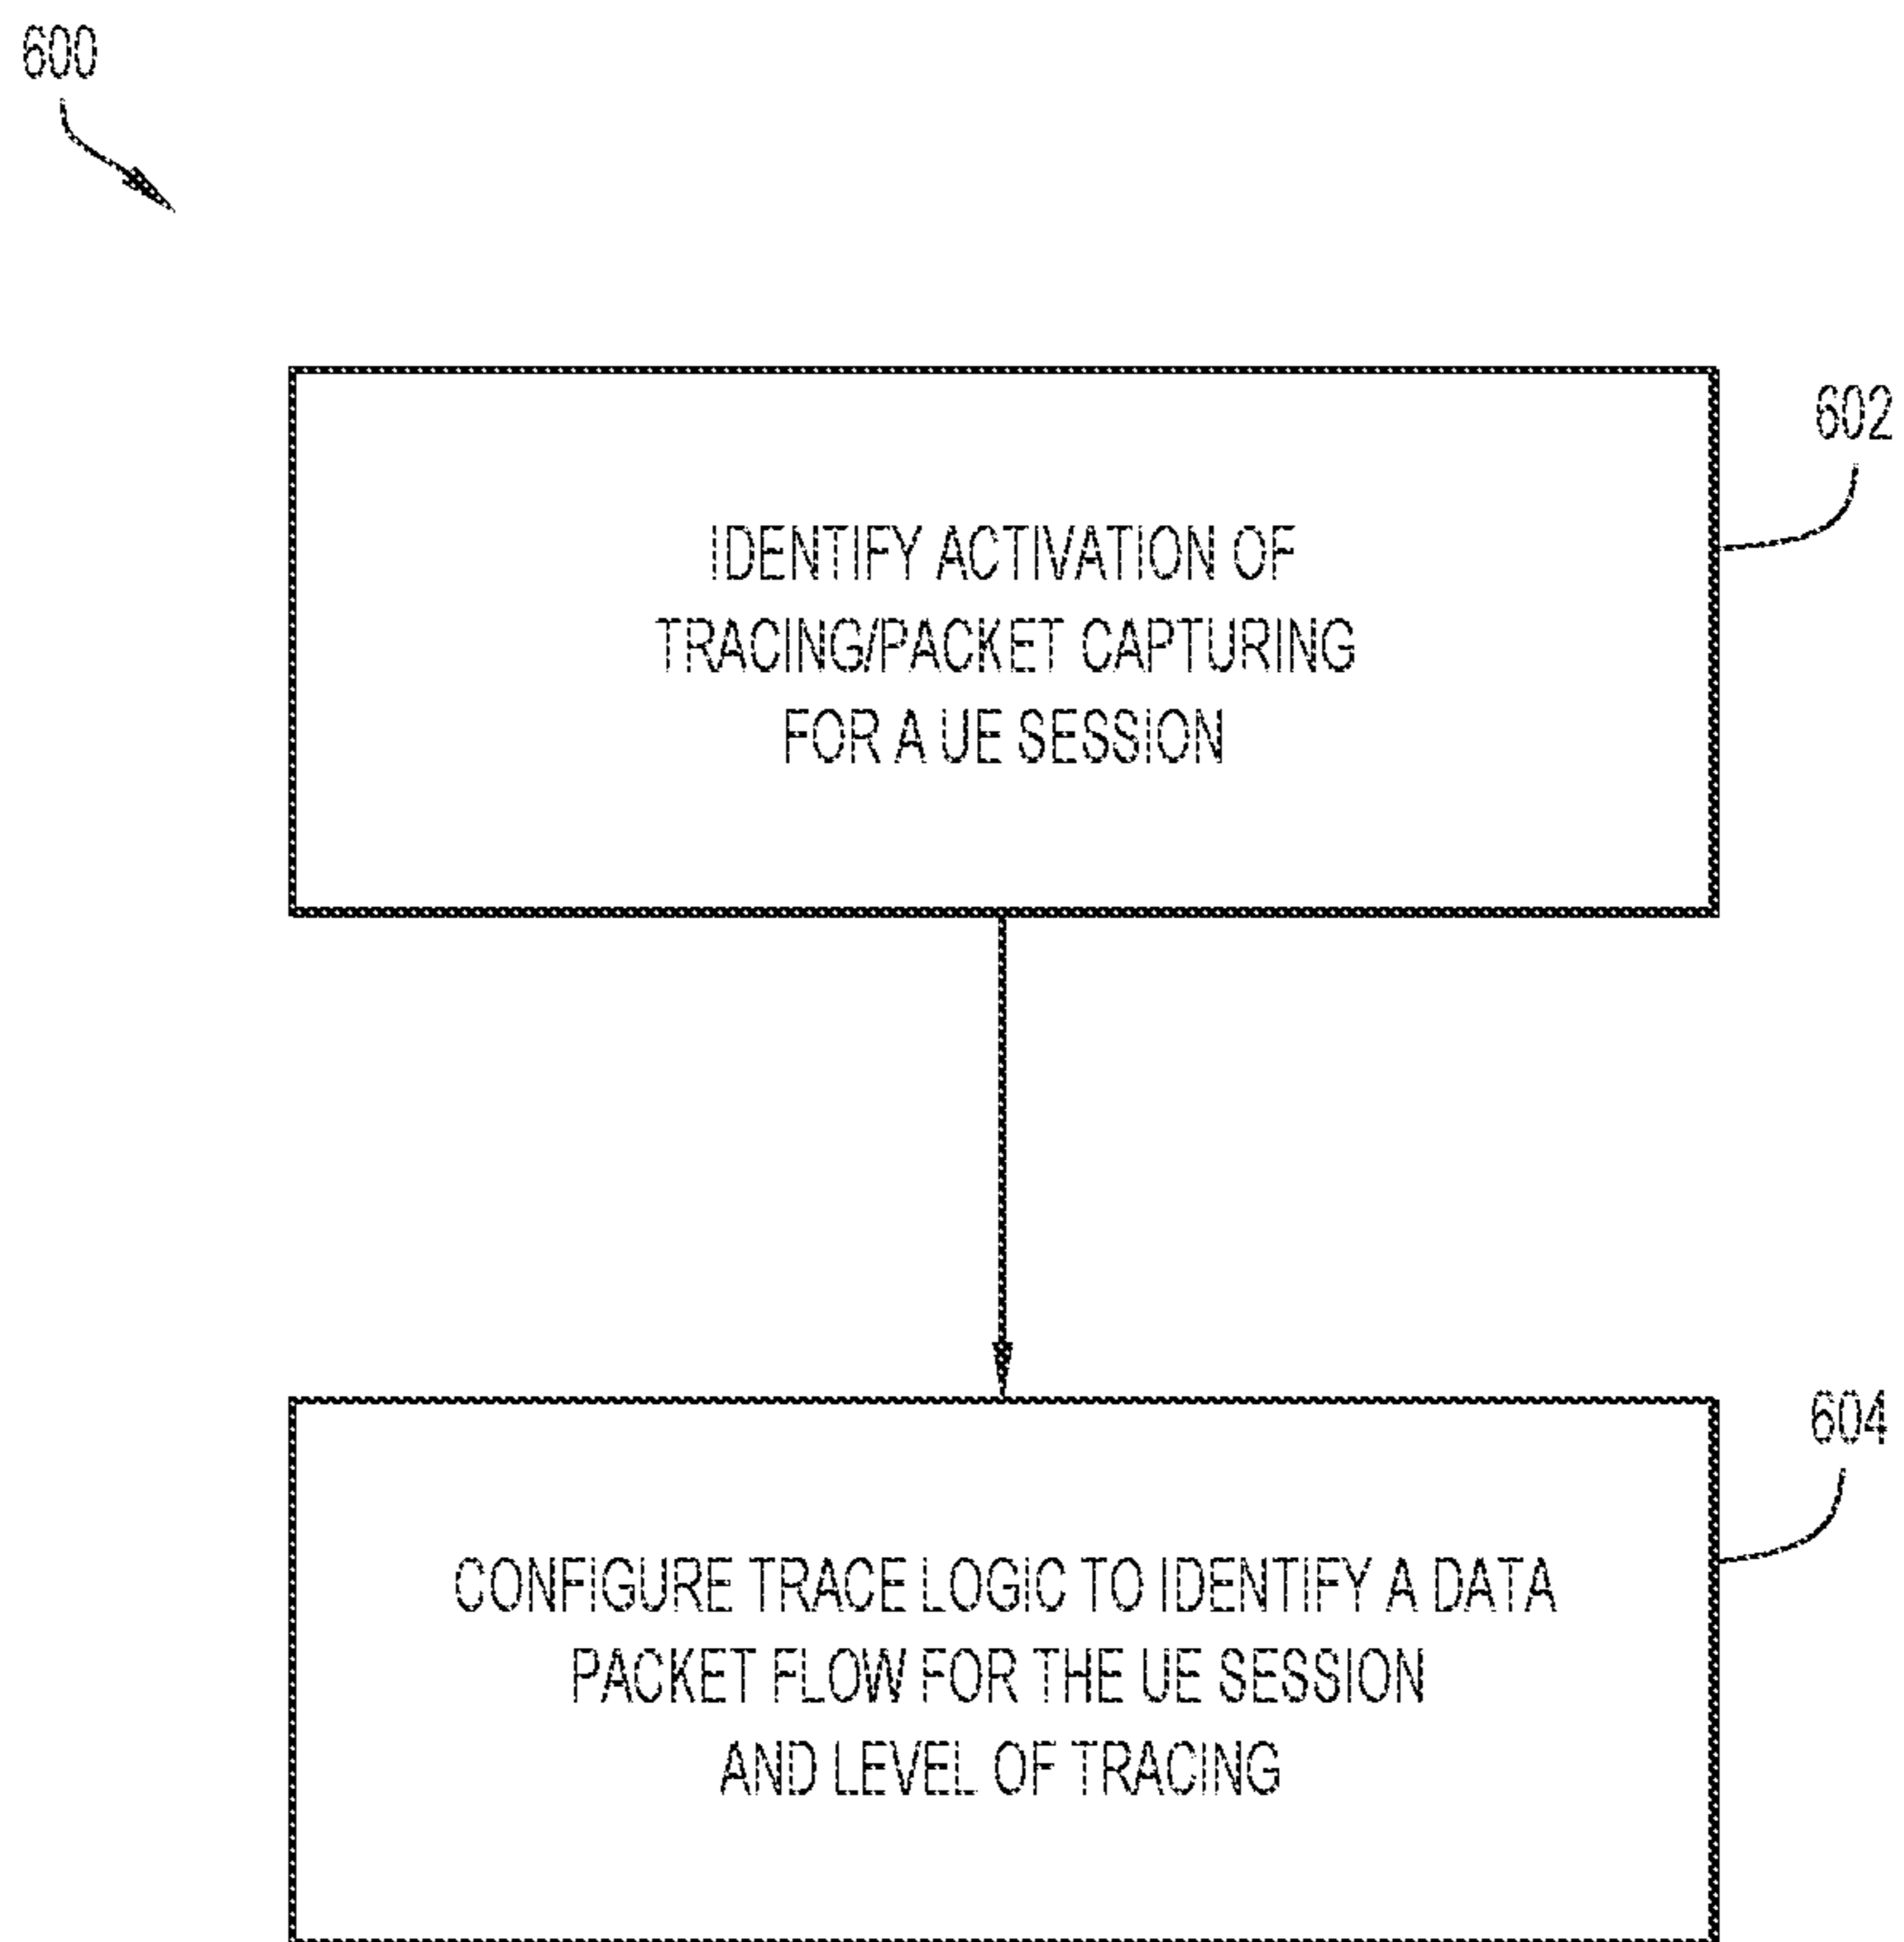 600
602
IDENTIFY ACTIVATION OF
TRACING/PACKET CAPTURING
FOR A UE SESSION
604
CONFIGURE TRACE LOGIC TO IDENTIFY A DATA
PACKET FLOW FOR THE UE SESSION
AND LEVEL OF TRACING